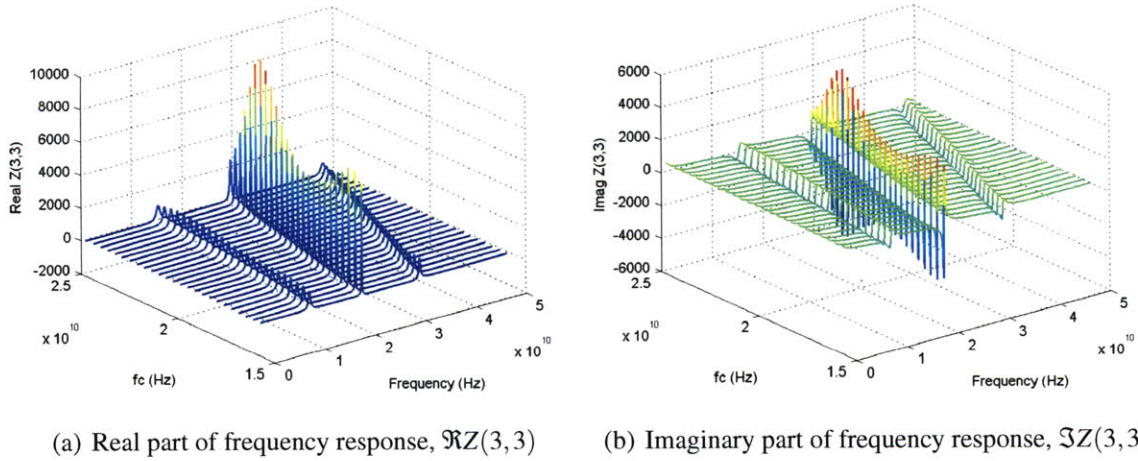 10000
8000
6000
4000
2000
0
-2000
Real Z(3,3)
2.5
2
1.5
x 10^10
fc (Hz)
0
1
2
3
4
5
x 10^10
Frequency (Hz)
6000
4000
2000
0
-2000
-4000
-6000
Imag Z(3,3)
2.5
2
1.5
x 10^10
fc (Hz)
0
1
2
3
4
5
x 10^10
Frequency (Hz)
(a) Real part of frequency response, ℜZ(3,3)
(b) Imaginary part of frequency response, ℑZ(3,3